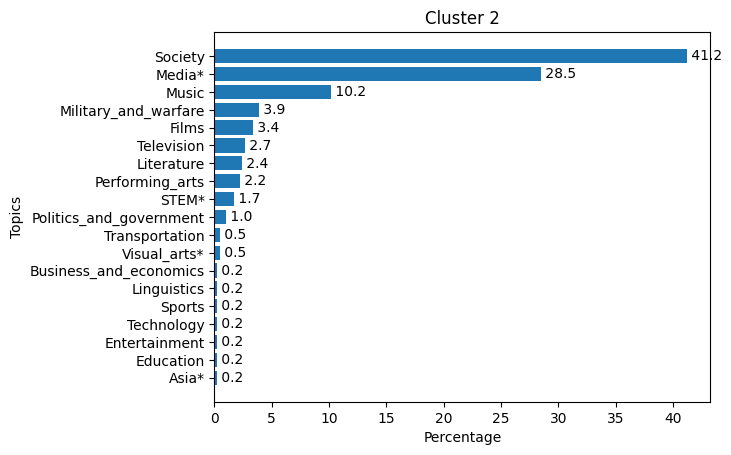 Cluster 2
Society 41.2
Media* 28.5
Music 10.2
Military_and_warfare 3.9
Films 3.4
Television 2.7
Literature 2.4
Performing_arts 2.2
STEM* 1.7
Politics_and_government 1.0
Transportation 0.5
Visual_arts* 0.5
Business_and_economics 0.2
Linguistics 0.2
Sports 0.2
Technology 0.2
Entertainment 0.2
Education 0.2
Asia* 0.2
Topics
0 5 10 15 20 25 30 35 40
Percentage